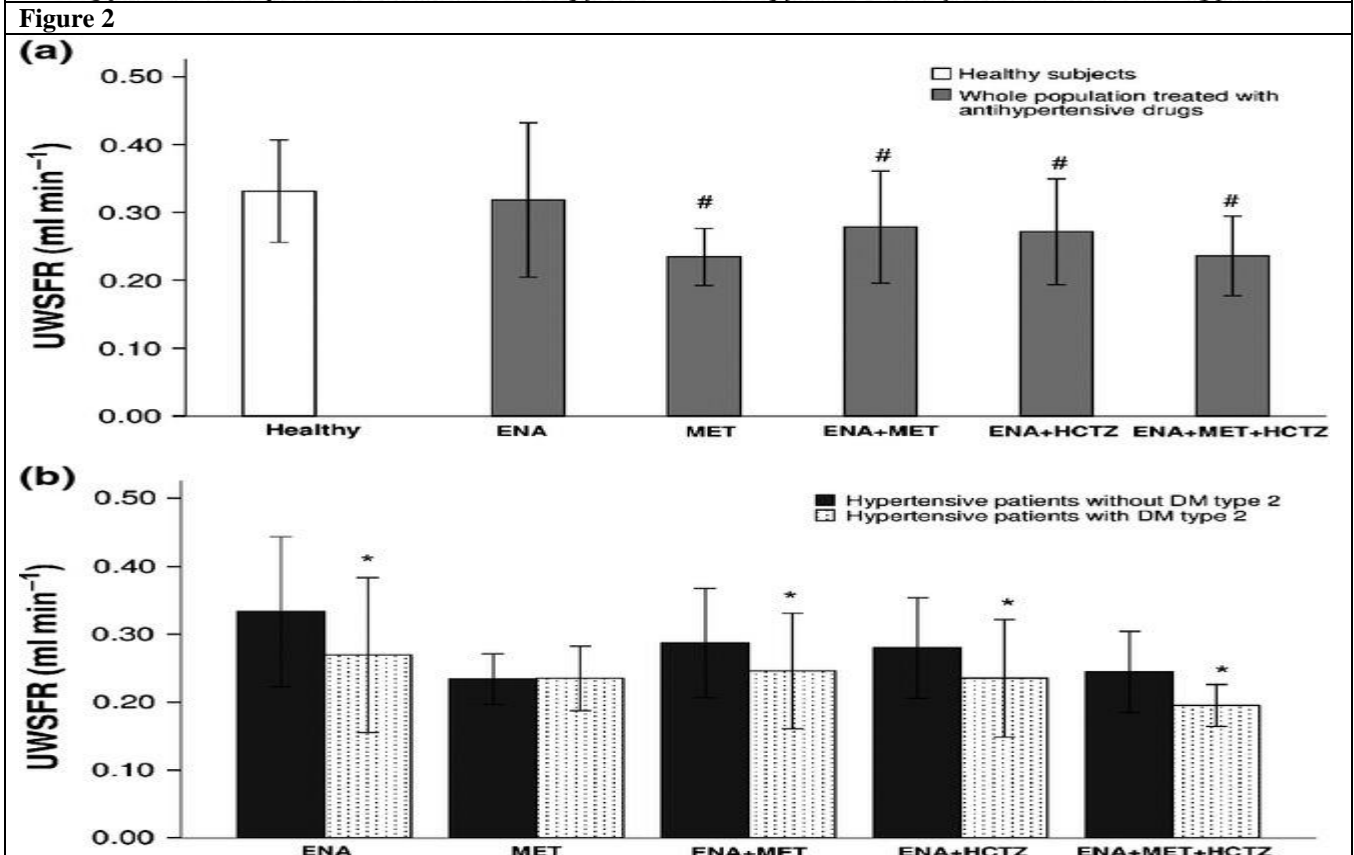 Figure 2
(a)
0.50
0.40
0.30
0.20
0.10
0.00
UWSFR (ml min⁻¹)
Healthy subjects
Whole population treated with
antihypertensive drugs
# # # #
Healthy ENA MET ENA+MET ENA+HCTZ ENA+MET+HCTZ
(b)
0.50
0.40
0.30
0.20
0.10
0.00
UWSFR (ml min⁻¹)
Hypertensive patients without DM type 2
Hypertensive patients with DM type 2
* * * *
ENA MET ENA+MET ENA+HCTZ ENA+MET+HCTZ